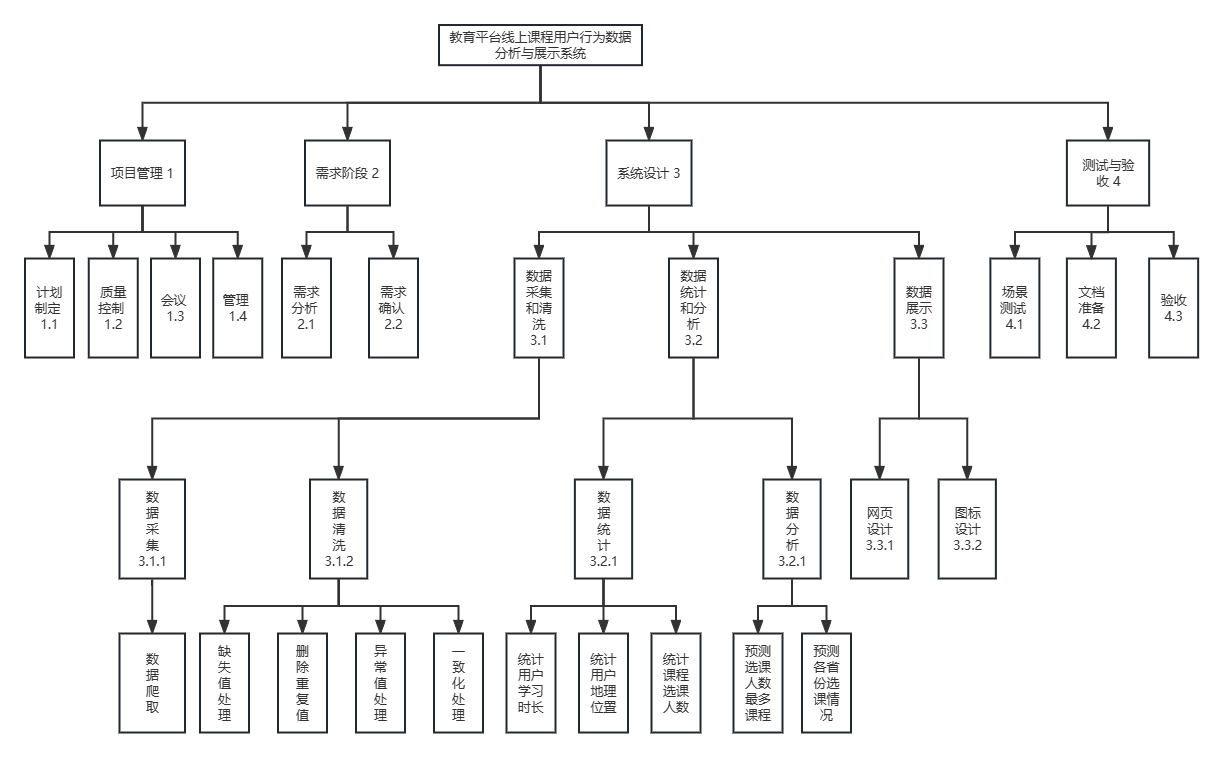 教育平台线上课程用户行为数据
分析与展示系统
项目管理 1
需求阶段 2
系统设计 3
测试与验
收 4
计划
制定
1.1
质量
控制
1.2
会议
1.3
管理
1.4
需求
分析
2.1
需求
确认
2.2
数据
采集
和清
洗
3.1
数据
统计
和分
析
3.2
数据
展示
3.3
场景
测试
4.1
文档
准备
4.2
验收
4.3
数
据
采
集
3.1.1
数
据
清
洗
3.1.2
数
据
统
计
3.2.1
数
据
分
析
3.2.1
网页
设计
3.3.1
图标
设计
3.3.2
数
据
爬
取
缺
失
值
处
理
删
除
重
复
值
异
常
值
处
理
一
致
化
处
理
统计
用户
学习
时长
统计
用户
地理
位置
统计
课程
选课
人数
预测
选课
人数
最多
课程
预测
各省
份选
课情
况